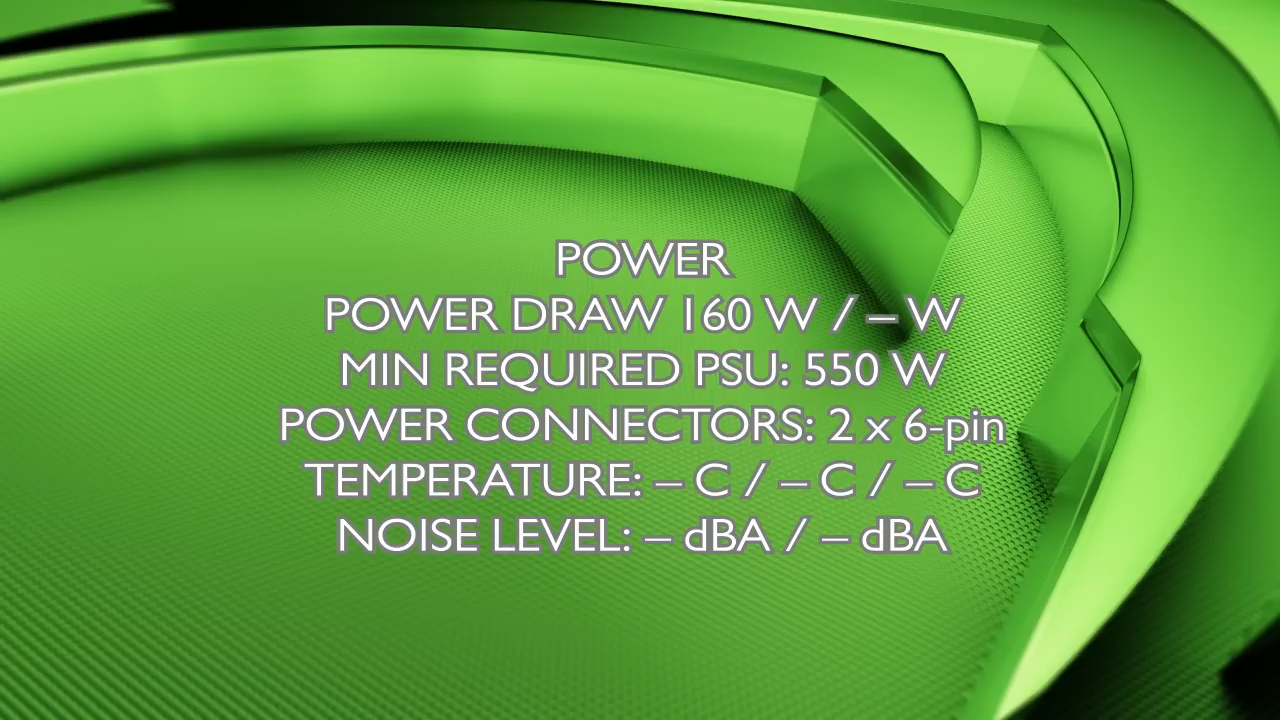 POWER
POWER DRAW 160 W / – W
MIN REQUIRED PSU: 550 W
POWER CONNECTORS: 2 x 6-pin
TEMPERATURE: – C / – C / – C
NOISE LEVEL: – dBA / – dBA